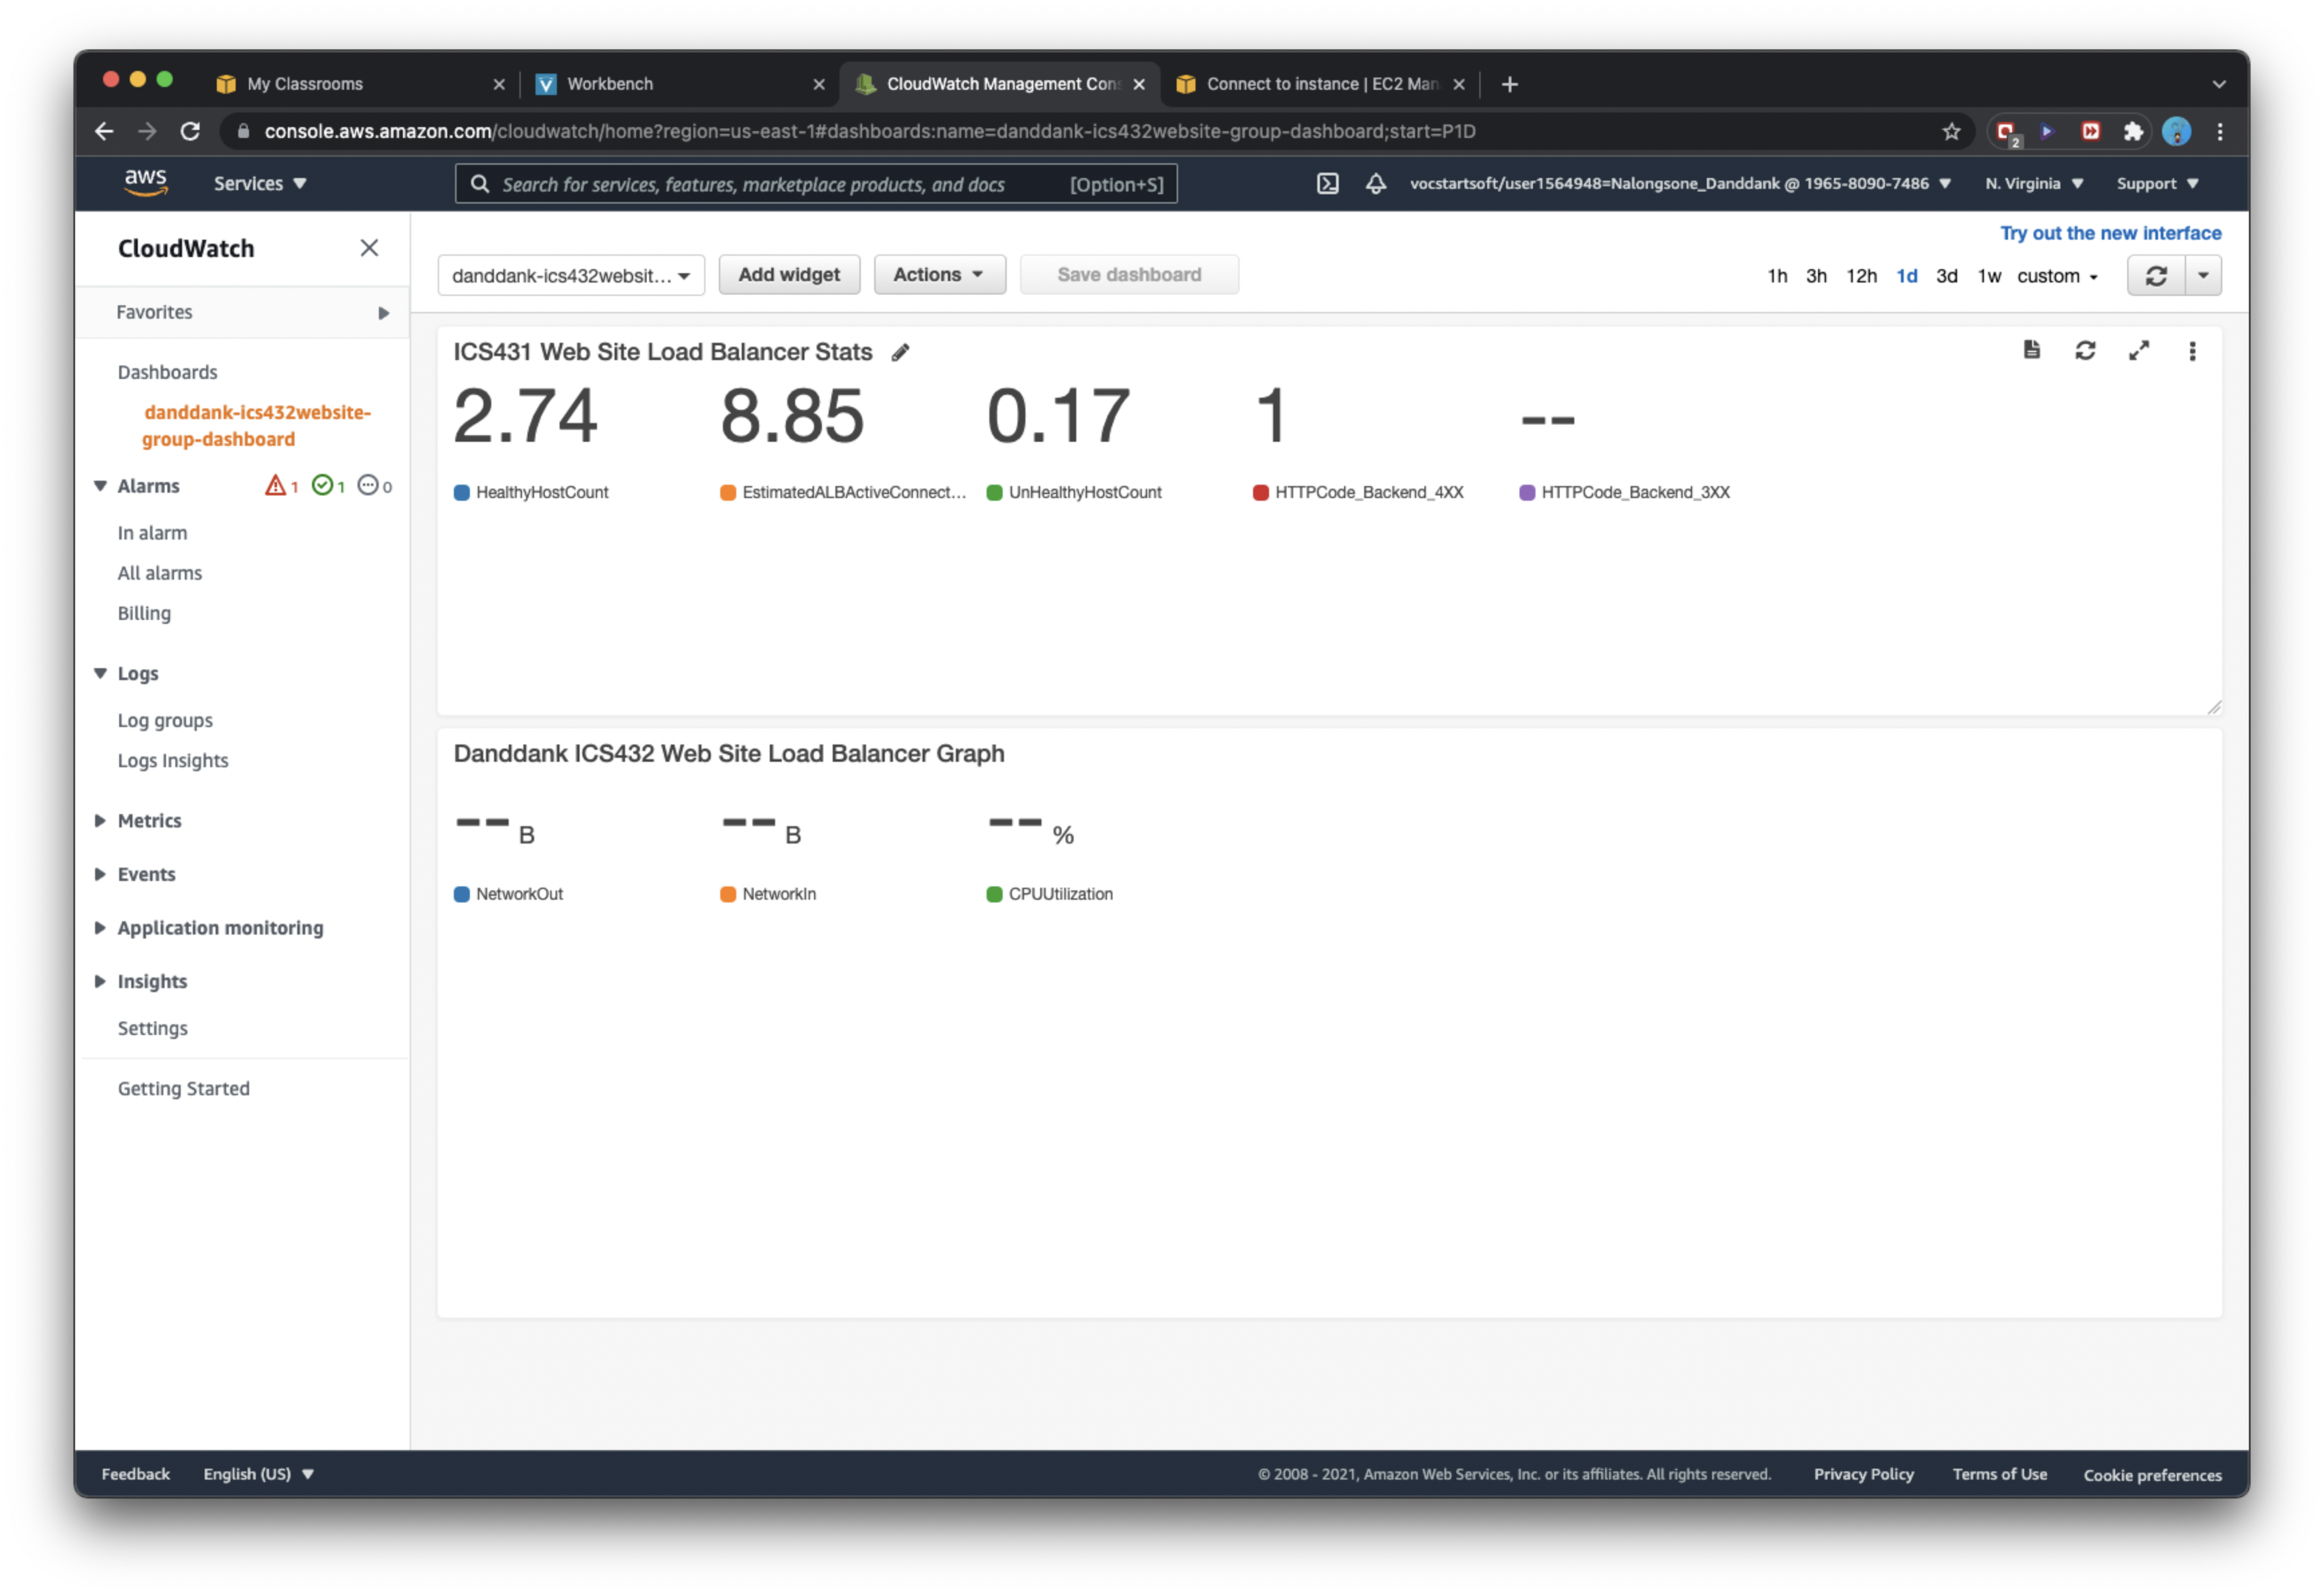 My Classrooms
Workbench
CloudWatch Management Cons
Connect to instance | EC2 Man
console.aws.amazon.com/cloudwatch/home?region=us-east-1#dashboards:name=danddank-ics432website-group-dashboard;start=P1D
2
aws
Services
Search for services, features, marketplace products, and docs
[Option+S]
vocstartsoft/user1564948=Nalongsone_Danddank @ 1965-8090-7486
N. Virginia
Support
CloudWatch
Favorites
Dashboards
danddank-ics432website-
group-dashboard
Alarms
1
1
0
In alarm
All alarms
Billing
Logs
Log groups
Logs Insights
Metrics
Events
Application monitoring
Insights
Settings
Getting Started
Try out the new interface
danddank-ics432websit...
Add widget
Actions
Save dashboard
1h 3h 12h 1d 3d 1w custom
ICS431 Web Site Load Balancer Stats
2.74 8.85 0.17 1 --
HealthyHostCount EstimatedALBActiveConnect... UnHealthyHostCount HTTPCode_Backend_4XX HTTPCode_Backend_3XX
Danddank ICS432 Web Site Load Balancer Graph
-- B -- B -- %
NetworkOut NetworkIn CPUUtilization
Feedback English (US)
© 2008 - 2021, Amazon Web Services, Inc. or its affiliates. All rights reserved. Privacy Policy Terms of Use Cookie preferences